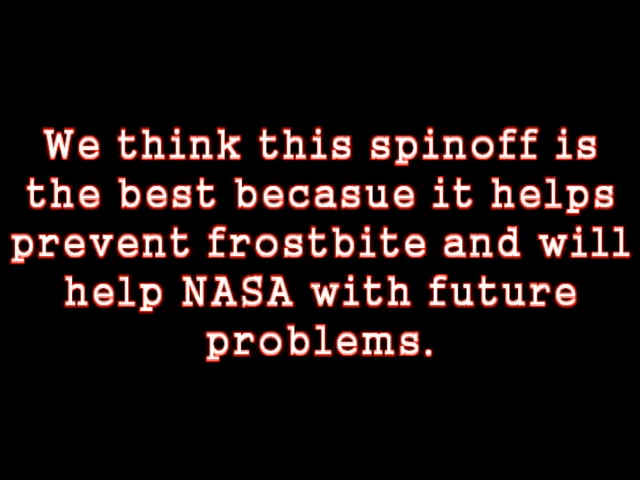 We think this spinoff is
the best becasue it helps
prevent frostbite and will
help NASA with future
problems.